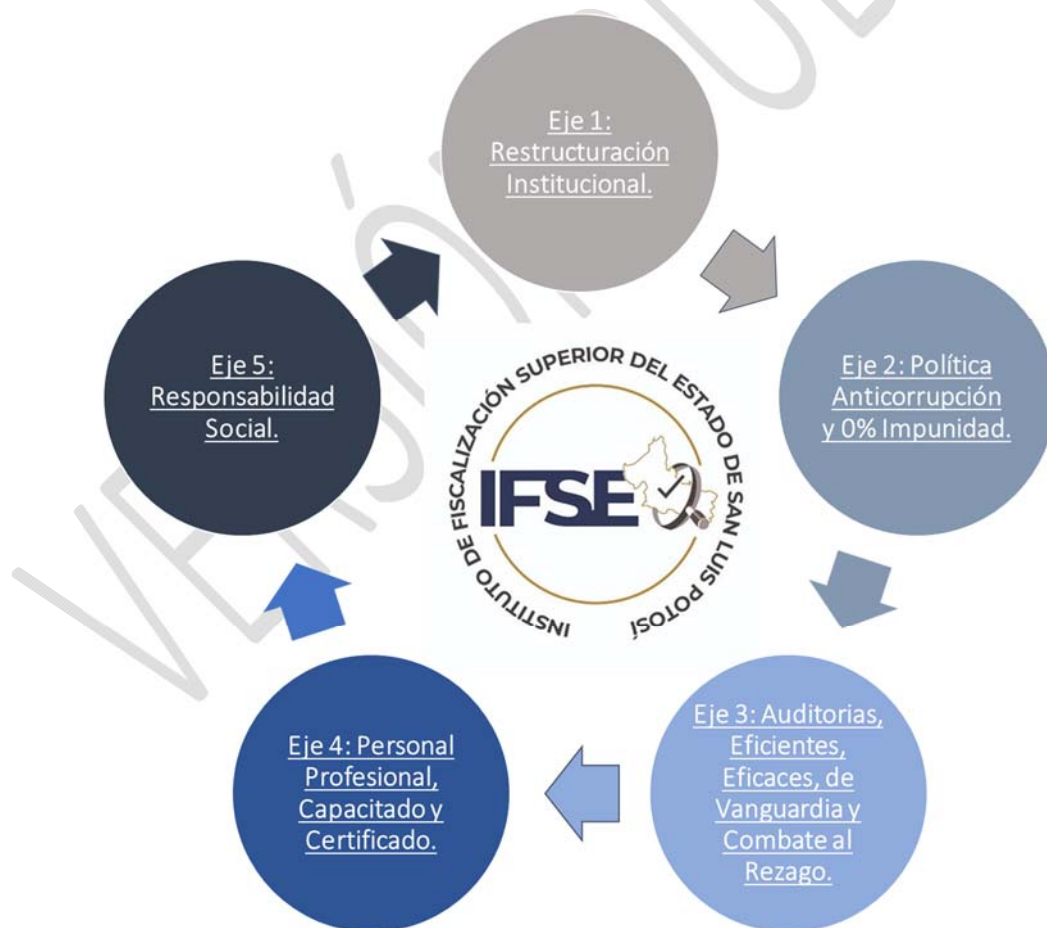 Eje 1:
Restructuración
Institucional.
Eje 2: Política
Anticorrupción
y 0% Impunidad.
Eje 3: Auditorias,
Eficientes,
Eficaces, de
Vanguardia y
Combate al
Rezago.
Eje 4: Personal
Profesional,
Capacitado y
Certificado.
Eje 5:
Responsabilidad
Social.
INSTITUTO DE FISCALIZACIÓN SUPERIOR DEL ESTADO DE SAN LUIS POTOSÍ
IFSE